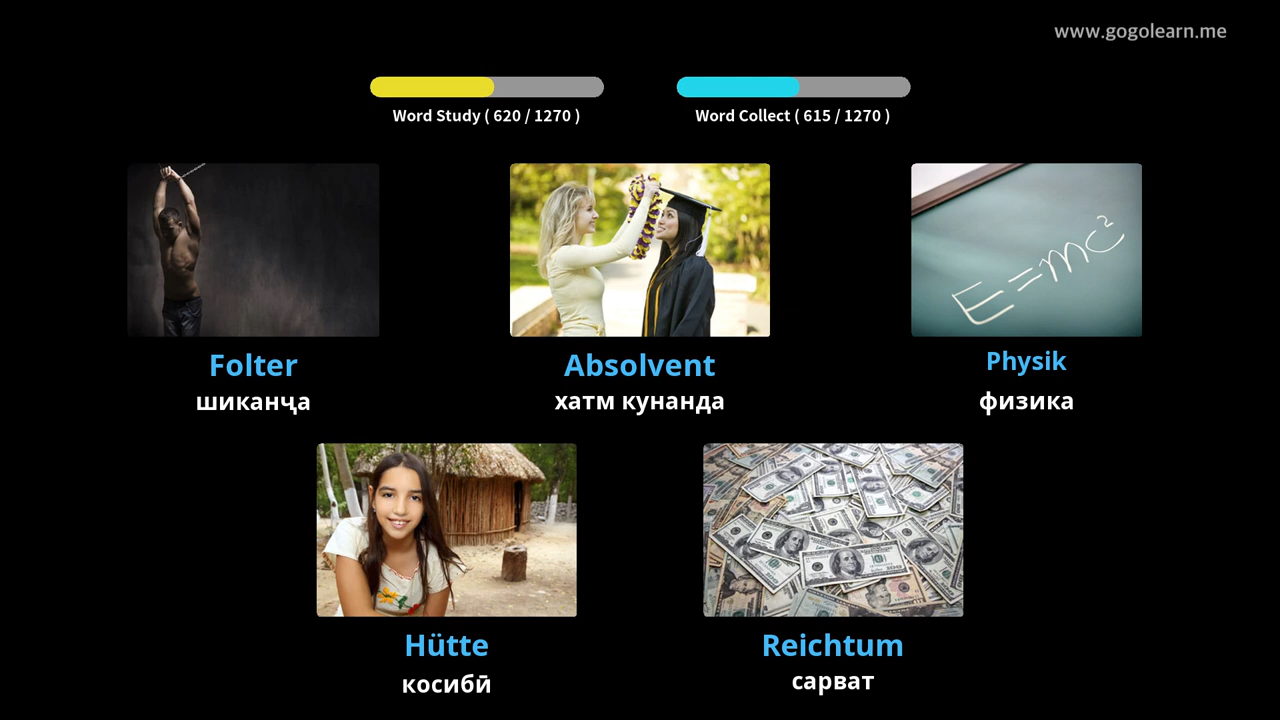 www.gogolearn.me
Word Study ( 620 / 1270 )
Word Collect ( 615 / 1270 )
Folter
шиканҷа
Absolvent
хатм кунанда
E=mc²
Physik
физика
Hütte
косибӣ
Reichtum
сарват